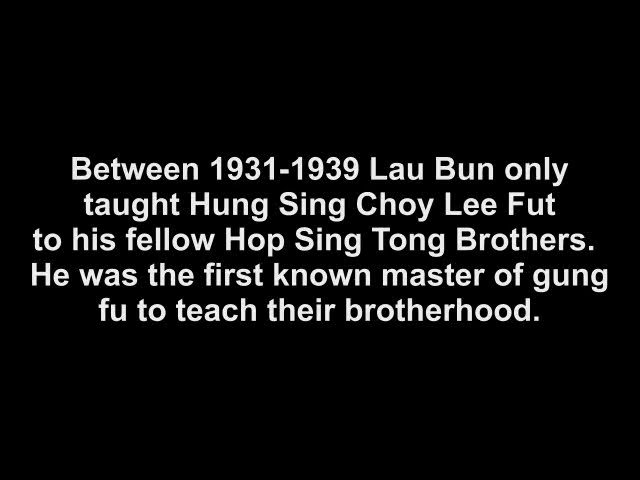 Between 1931-1939 Lau Bun only
taught Hung Sing Choy Lee Fut
to his fellow Hop Sing Tong Brothers.
He was the first known master of gung
fu to teach their brotherhood.